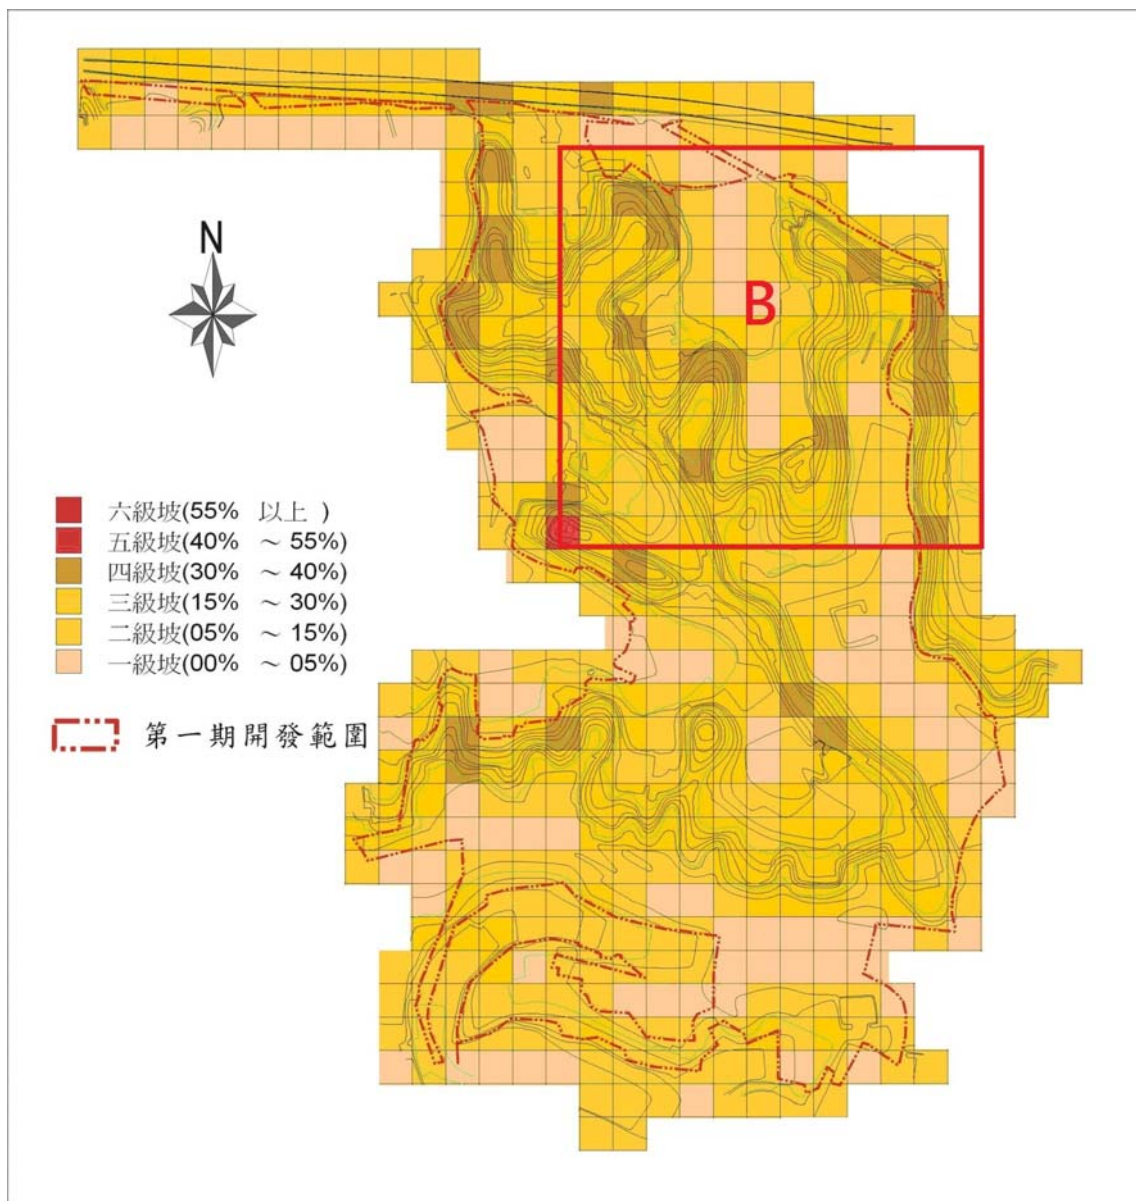 N
B
六級坡(55% 以上 )
五級坡(40% ～ 55%)
四級坡(30% ～ 40%)
三級坡(15% ～ 30%)
二級坡(05% ～ 15%)
一級坡(00% ～ 05%)
第一期開發範圍